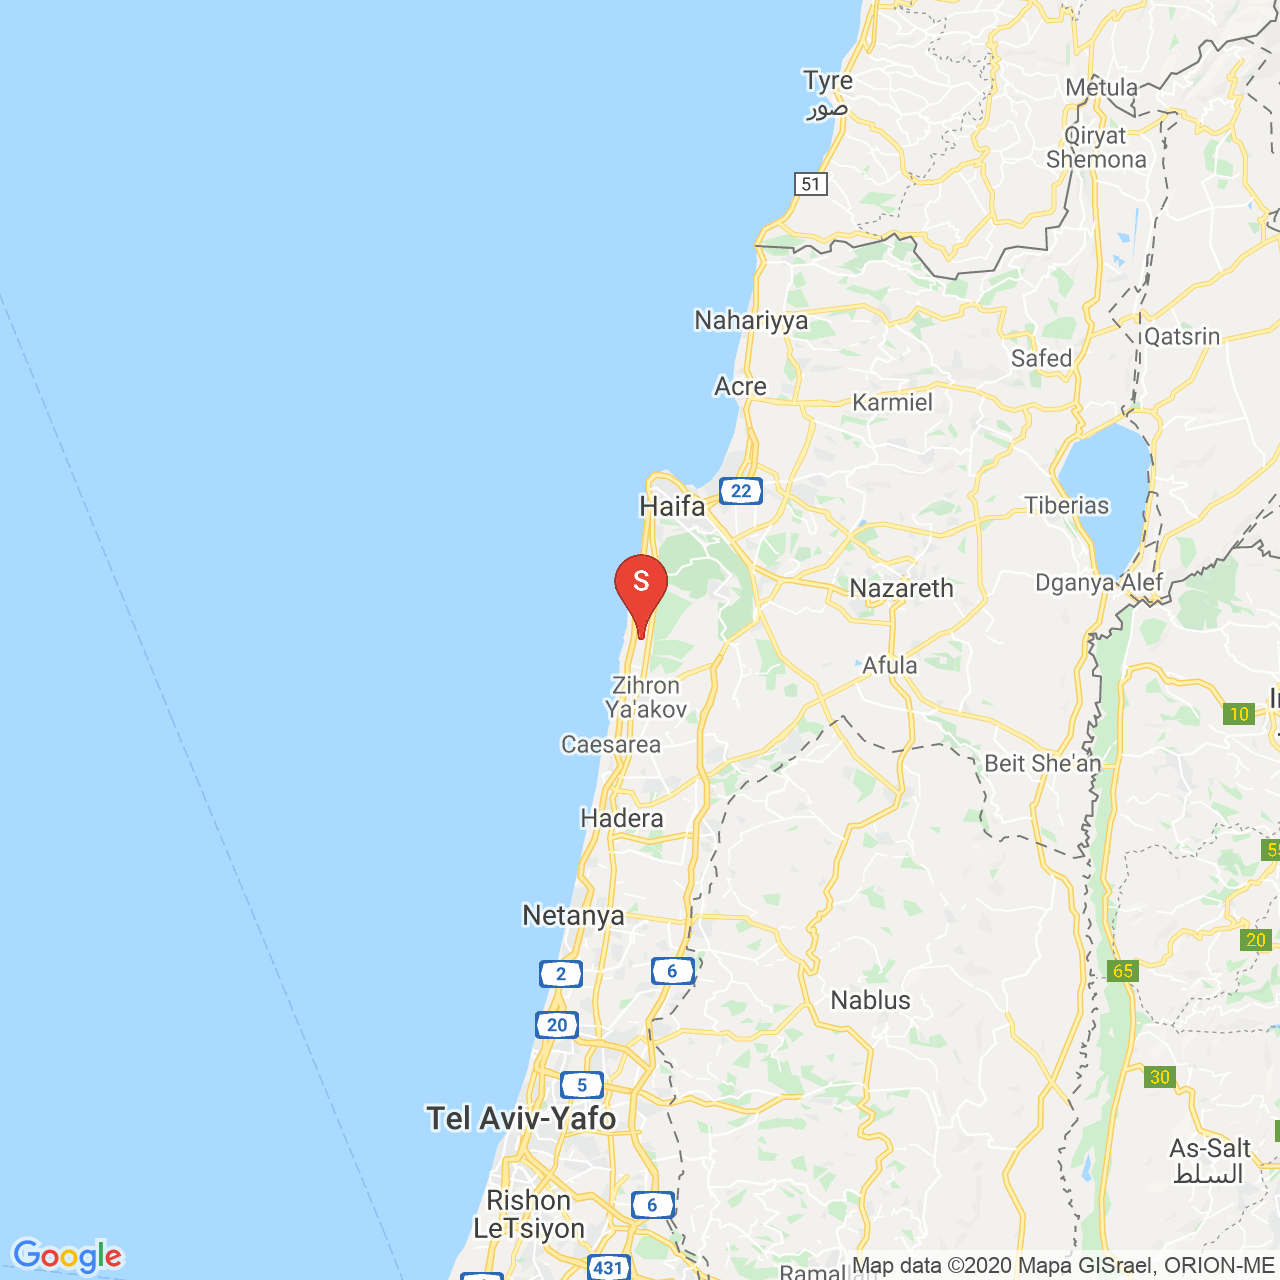 Tyre
صور
Metula
Qiryat
Shemona
51
Nahariyya
Qatsrin
Safed
Acre
Karmiel
22
Haifa
Tiberias
S
Nazareth
Dganya Alef
Afula
Zihron
Ya'akov
10
Caesarea
Beit She'an
Hadera
Netanya
20
2
6
65
Nablus
20
5
30
Tel Aviv-Yafo
As-Salt
السلط
Rishon
LeTsiyon
6
431
Google
Map data ©2020 Mapa GISrael, ORION-ME